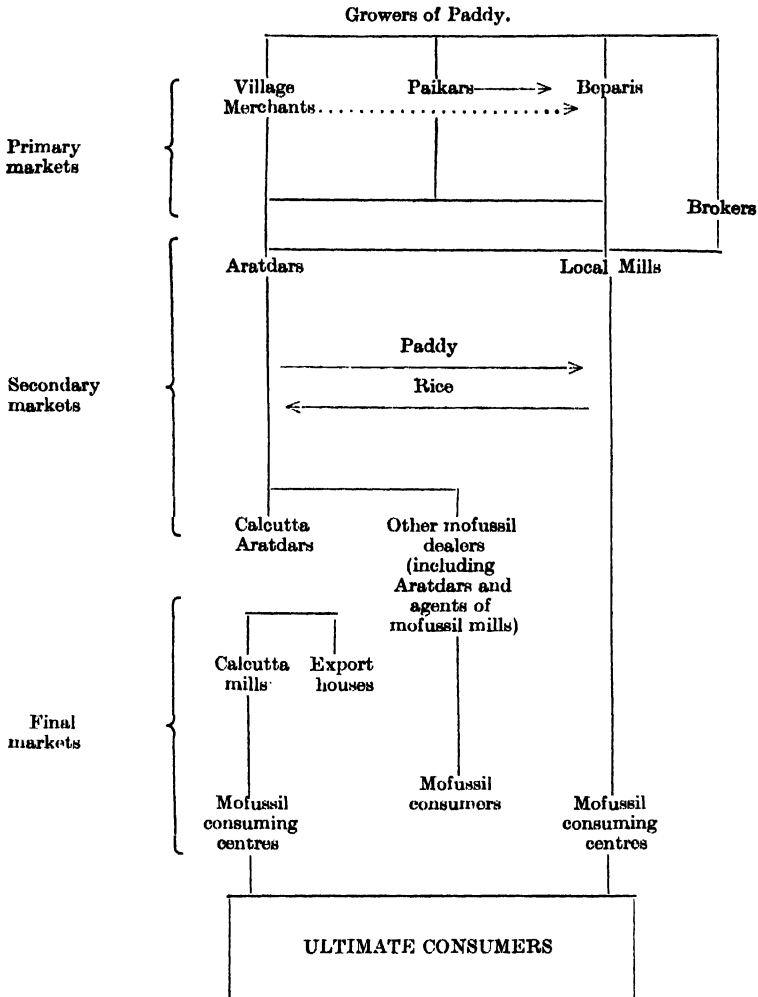 Growers of Paddy.
Village Merchants
Paikars
Beparis
Primary markets
Brokers
Aratdars
Local Mills
Paddy
Rice
Secondary markets
Calcutta Aratdars
Other mofussil
dealers
(including
Aratdars and
agents of
mofussil mills)
Calcutta
mills
Export
houses
Final
markets
Mofussil
consumers
Mofussil
consuming
centres
Mofussil
consuming
centres
ULTIMATE CONSUMERS